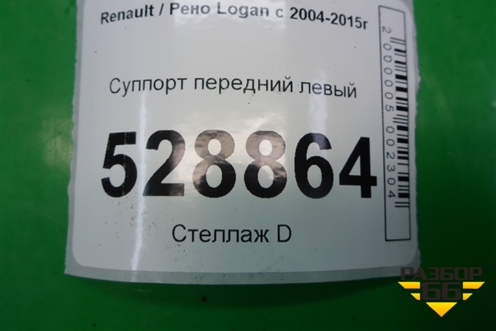 Renault / Рено Logan с 2004-2015г
Суппорт передний левый
528864
Стеллаж D
2000005002304
РАЗБОР
66